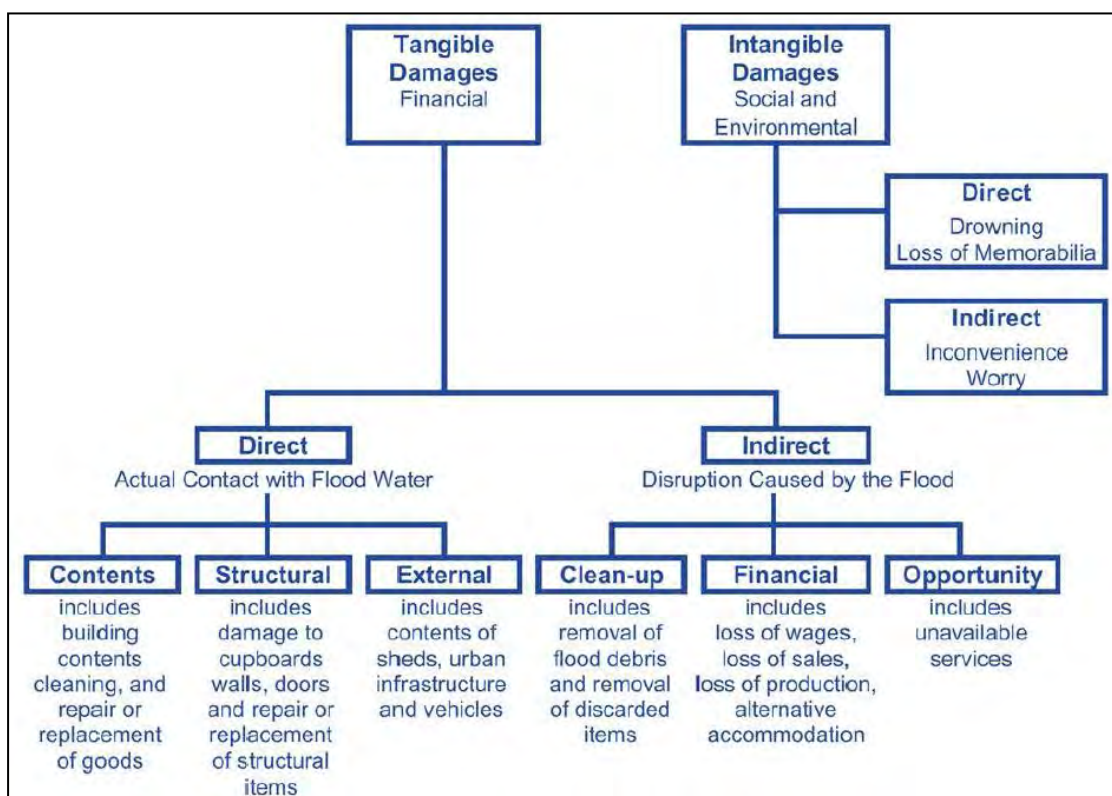 Tangible
Damages
Financial
Intangible
Damages
Social and
Environmental
Direct
Drowning
Loss of Memorabilia
Indirect
Inconvenience
Worry
Direct
Actual Contact with Flood Water
Indirect
Disruption Caused by the Flood
Contents
includes
building
contents
cleaning, and
repair or
replacement
of goods
Structural
includes
damage to
cupboards
walls, doors
and repair or
replacement
of structural
items
External
includes
contents of
sheds, urban
infrastructure
and vehicles
Clean-up
includes
removal of
flood debris
and removal
of discarded
items
Financial
includes
loss of wages,
loss of sales,
loss of production,
alternative
accommodation
Opportunity
includes
unavailable
services